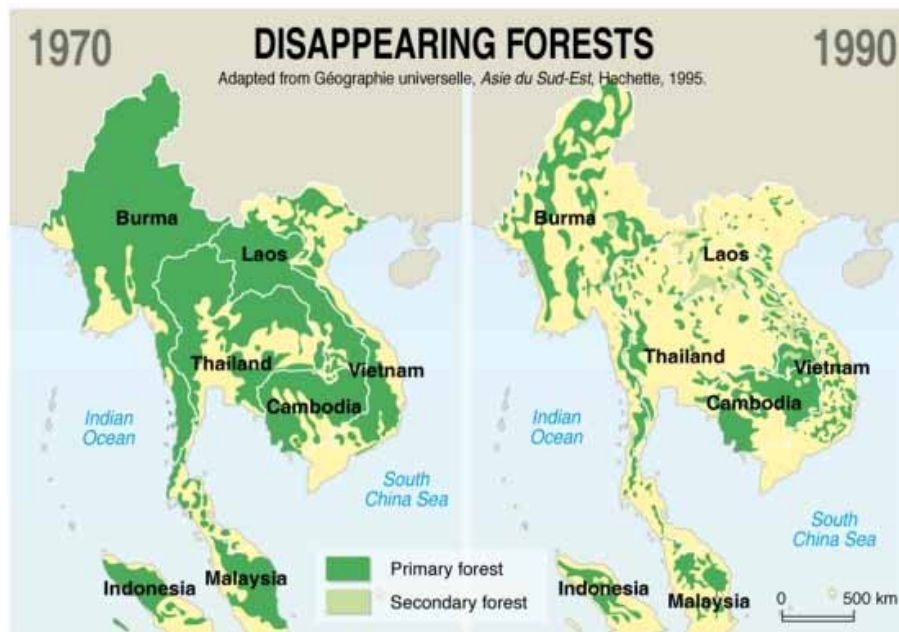 1970
DISAPPEARING FORESTS
1990
Adapted from Géographie universelle, Asie du Sud-Est, Hachette, 1995.
Burma
Laos
Thailand
Vietnam
Cambodia
Indian
Ocean
South
China Sea
Indonesia
Malaysia
Burma
Laos
Thailand
Vietnam
Cambodia
Indian
Ocean
South
China Sea
Indonesia
Malaysia
Primary forest
Secondary forest
0 500 km